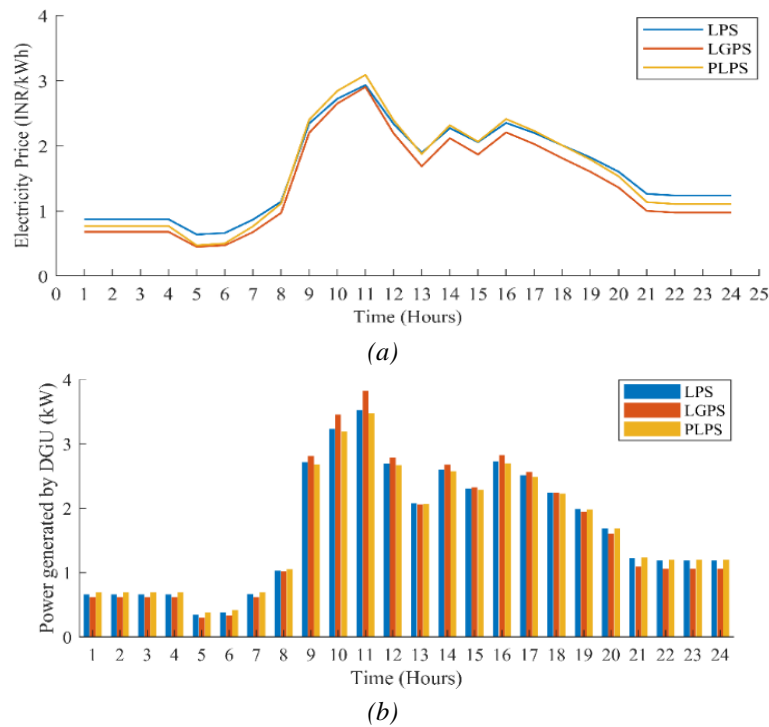 4
3
2
1
0
Electricity Price (INR/kWh)
LPS
LGPS
PLPS
0 1 2 3 4 5 6 7 8 9 10 11 12 13 14 15 16 17 18 19 20 21 22 23 24 25
Time (Hours)
(a)
4
3
2
1
0
Power generated by DGU (kW)
LPS
LGPS
PLPS
1 2 3 4 5 6 7 8 9 10 11 12 13 14 15 16 17 18 19 20 21 22 23 24
Time (Hours)
(b)